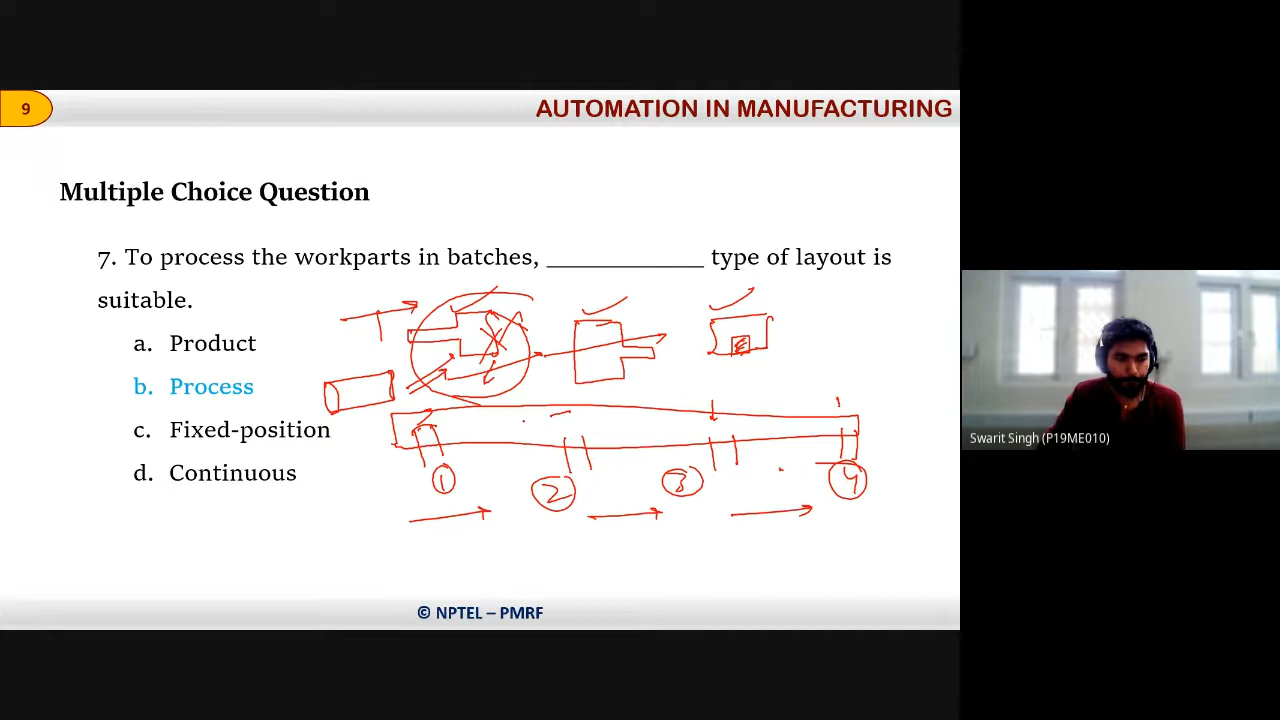 9
AUTOMATION IN MANUFACTURING
Multiple Choice Question
7. To process the workparts in batches, _____________ type of layout is
suitable.
a. Product
b. Process
c. Fixed-position
d. Continuous
1 2 3 4
© NPTEL – PMRF
Swarit Singh (P19ME010)